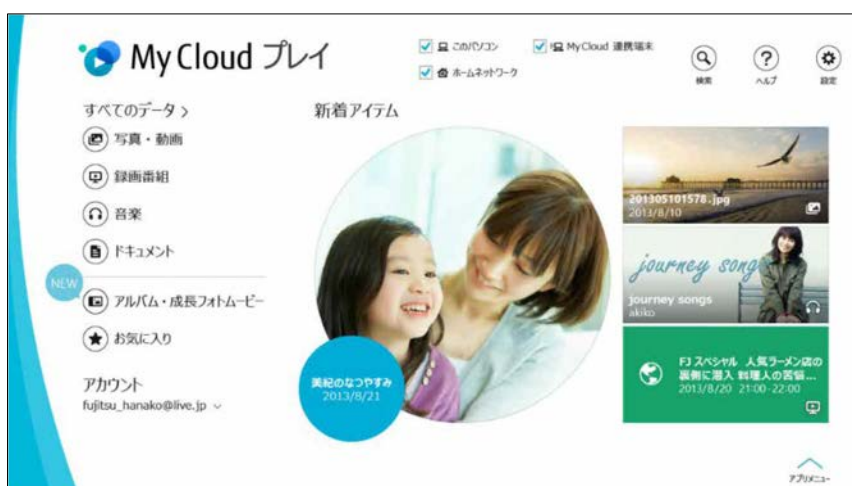 My Cloud プレイ
このパソコン
My Cloud 連携端末
ホームネットワーク
検索
ヘルプ
設定
すべてのデータ >
写真・動画
録画番組
音楽
ドキュメント
NEW
アルバム・成長フォトムービー
お気に入り
アカウント
fujitsu_hanako@live.jp
新着アイテム
美紀のなつやすみ
2013/8/21
201305101578.jpg
2013/8/10
journey songs
journey songs
akiko
FJ スペシャル 人気ラーメン店の
裏側に潜入 料理人の苦悩...
2013/8/20 21:00-22:00
アプリメニュー